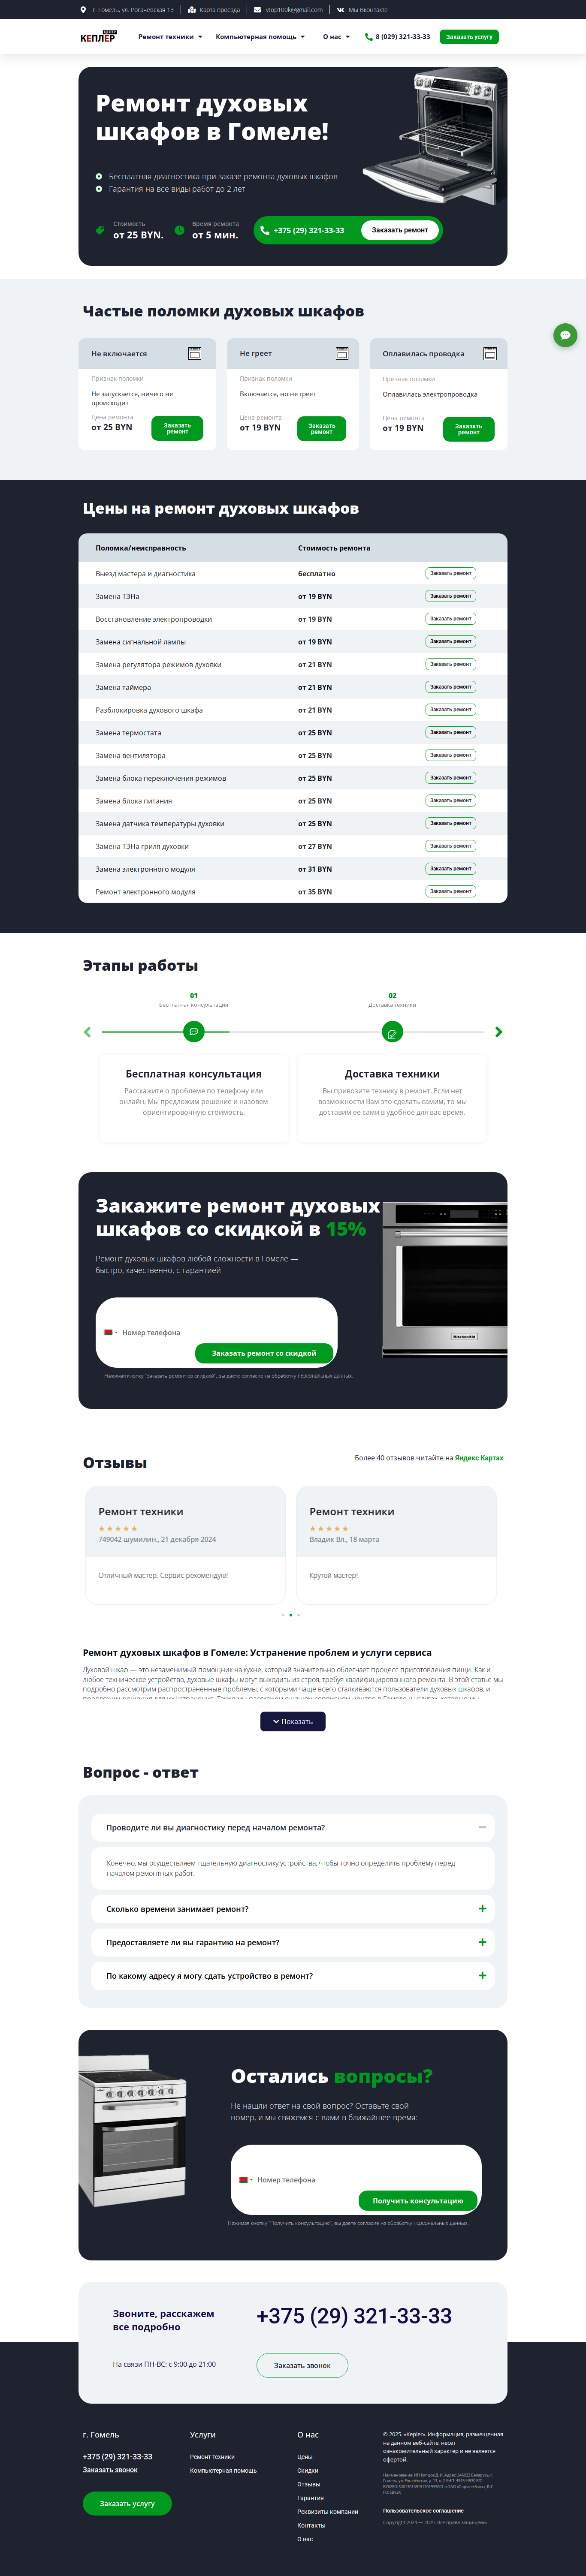 г. Гомель, ул. Рогачевская 13
Карта проезда
vtop100k@gmail.com
Мы Вконтакте
КЕПЛЕР
ЦЕНТР
Ремонт техники
Компьютерная помощь
О нас
8 (029) 321-33-33
Заказать услугу
Ремонт духовых
шкафов в Гомеле!
Бесплатная диагностика при заказе ремонта духовых шкафов
Гарантия на все виды работ до 2 лет
Стоимость
от 25 BYN.
Время ремонта
от 5 мин.
+375 (29) 321-33-33
Заказать ремонт
Частые поломки духовых шкафов
Не включается
Признак поломки
Не запускается, ничего не
происходит
Цена ремонта
от 25 BYN
Заказать
ремонт
Не греет
Признак поломки
Включается, но не греет
Цена ремонта
от 19 BYN
Заказать
ремонт
Оплавилась проводка
Признак поломки
Оплавилась электропроводка
Цена ремонта
от 19 BYN
Заказать
ремонт
Цены на ремонт духовых шкафов
Поломка/неисправность
Стоимость ремонта
Выезд мастера и диагностика
бесплатно
Заказать ремонт
Замена ТЭНа
от 19 BYN
Заказать ремонт
Восстановление электропроводки
от 19 BYN
Заказать ремонт
Замена сигнальной лампы
от 19 BYN
Заказать ремонт
Замена регулятора режимов духовки
от 21 BYN
Заказать ремонт
Замена таймера
от 21 BYN
Заказать ремонт
Разблокировка духового шкафа
от 21 BYN
Заказать ремонт
Замена термостата
от 25 BYN
Заказать ремонт
Замена вентилятора
от 25 BYN
Заказать ремонт
Замена блока переключения режимов
от 25 BYN
Заказать ремонт
Замена блока питания
от 25 BYN
Заказать ремонт
Замена датчика температуры духовки
от 25 BYN
Заказать ремонт
Замена ТЭНа гриля духовки
от 27 BYN
Заказать ремонт
Замена электронного модуля
от 31 BYN
Заказать ремонт
Ремонт электронного модуля
от 35 BYN
Заказать ремонт
Этапы работы
01
Бесплатная консультация
02
Доставка техники
Бесплатная консультация
Расскажите о проблеме по телефону или
онлайн. Мы предложим решение и назовем
ориентировочную стоимость.
Доставка техники
Вы привозите технику в ремонт. Если нет
возможности Вам это сделать самим, то мы
доставим ее сами в удобное для вас время.
Закажите ремонт духовых
шкафов со скидкой в 15%
Ремонт духовых шкафов любой сложности в Гомеле —
быстро, качественно, с гарантией
Номер телефона
Заказать ремонт со скидкой
Нажимая кнопку "Заказать ремонт со скидкой", вы даёте согласие на обработку персональных данных
KitchenAid
Отзывы
Более 40 отзывов читайте на Яндекс Картах
Ремонт техники
749042 шумилин., 21 декабря 2024
Отличный мастер. Сервис рекомендую!
Ремонт техники
Владик Вл., 18 марта
Крутой мастер!
Ремонт духовых шкафов в Гомеле: Устранение проблем и услуги сервиса
Духовой шкаф — это незаменимый помощник на кухне, который значительно облегчает процесс приготовления пищи. Как и
любое техническое устройство, духовые шкафы могут выходить из строя, требуя квалифицированного ремонта. В этой статье мы
подробно рассмотрим распространённые проблемы, с которыми чаще всего сталкиваются пользователи духовых шкафов, и
Показать
Вопрос - ответ
Проводите ли вы диагностику перед началом ремонта?
Конечно, мы осуществляем тщательную диагностику устройства, чтобы точно определить проблему перед
началом ремонтных работ.
Сколько времени занимает ремонт?
Предоставляете ли вы гарантию на ремонт?
По какому адресу я могу сдать устройство в ремонт?
Остались вопросы?
Не нашли ответ на свой вопрос? Оставьте свой
номер, и мы свяжемся с вами в ближайшее время:
Номер телефона
Получить консультацию
Нажимая кнопку "Получить консультацию", вы даёте согласие на обработку персональных данных
Звоните, расскажем
все подробно
+375 (29) 321-33-33
На связи ПН-ВС: с 9:00 до 21:00
Заказать звонок
г. Гомель
+375 (29) 321-33-33
Заказать звонок
Заказать услугу
Услуги
Ремонт техники
Компьютерная помощь
О нас
Цены
Скидки
Отзывы
Гарантия
Реквизиты компании
Контакты
О нас
© 2025. «Kepler». Информация, размещенная
на данном веб-сайте, несет
ознакомительный характер и не является
офертой.
Пользовательское соглашение
Copyright 2024 — 2025. Все права защищены